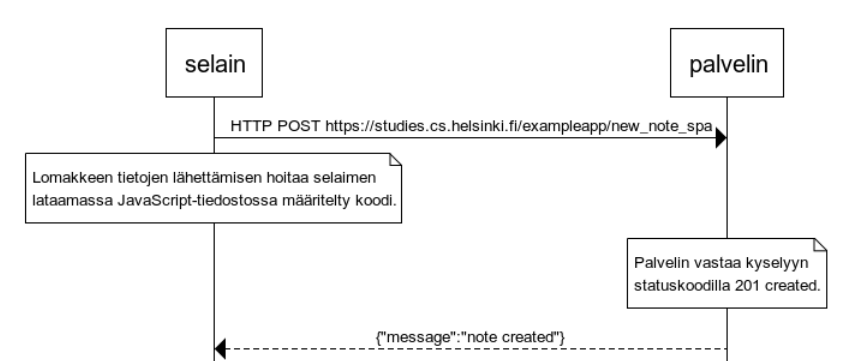 selain
palvelin
HTTP POST https://studies.cs.helsinki.fi/exampleapp/new_note_spa
Lomakkeen tietojen lähettämisen hoitaa selaimen
lataamassa JavaScript-tiedostossa määritelty koodi.
Palvelin vastaa kyselyyn
statuskoodilla 201 created.
{"message":"note created"}